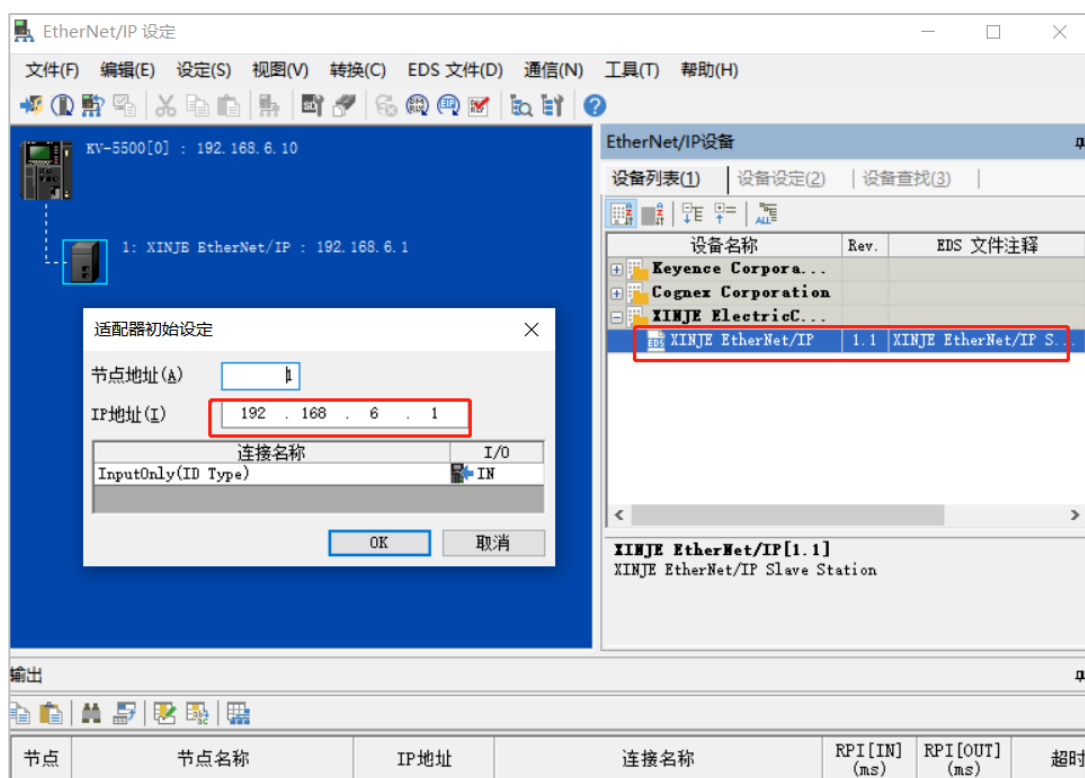 EtherNet/IP 设定
文件(F) 编辑(E) 设定(S) 视图(V) 转换(C) EDS 文件(D) 通信(N) 工具(T) 帮助(H)
KV-5500[0] : 192.168.6.10
1: XINJE EtherNet/IP : 192.168.6.1
适配器初始设定
节点地址(A) 1
IP地址(I) 192 . 168 . 6 . 1
连接名称 I/O
InputOnly(ID Type) IN
OK 取消
EtherNet/IP设备
设备列表(1) 设备设定(2) 设备查找(3)
设备名称 Rev. EDS 文件注释
Keyence Corpora...
Cognex Corporation
XINJE ElectricC...
XINJE EtherNet/IP 1.1 XINJE EtherNet/IP S...
XINJE EtherNet/IP[1.1]
XINJE EtherNet/IP Slave Station
输出
节点 节点名称 IP地址 连接名称 RPI[IN] (ms) RPI[OUT] (ms) 超时